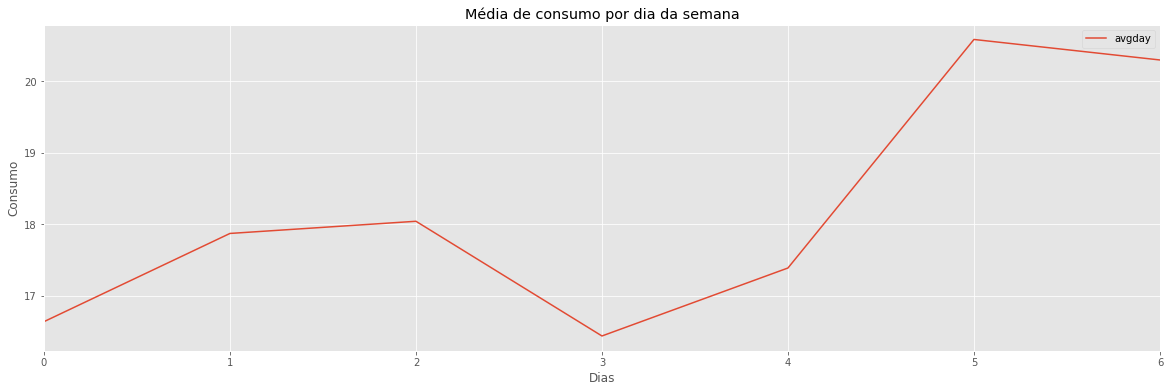 Média de consumo por dia da semana
avgday
Consumo
20
19
18
17
0 1 2 3 4 5 6
Dias